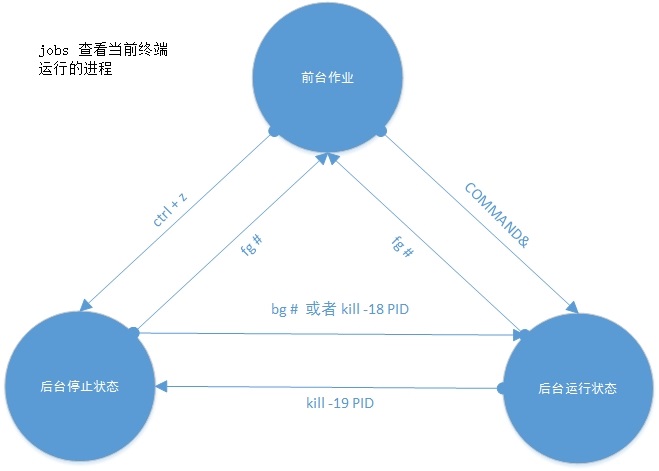 jobs 查看当前终端
运行的进程
前台作业
ctrl + z
fg #
fg #
COMMAND&
bg # 或者 kill -18 PID
后台停止状态
后台运行状态
kill -19 PID